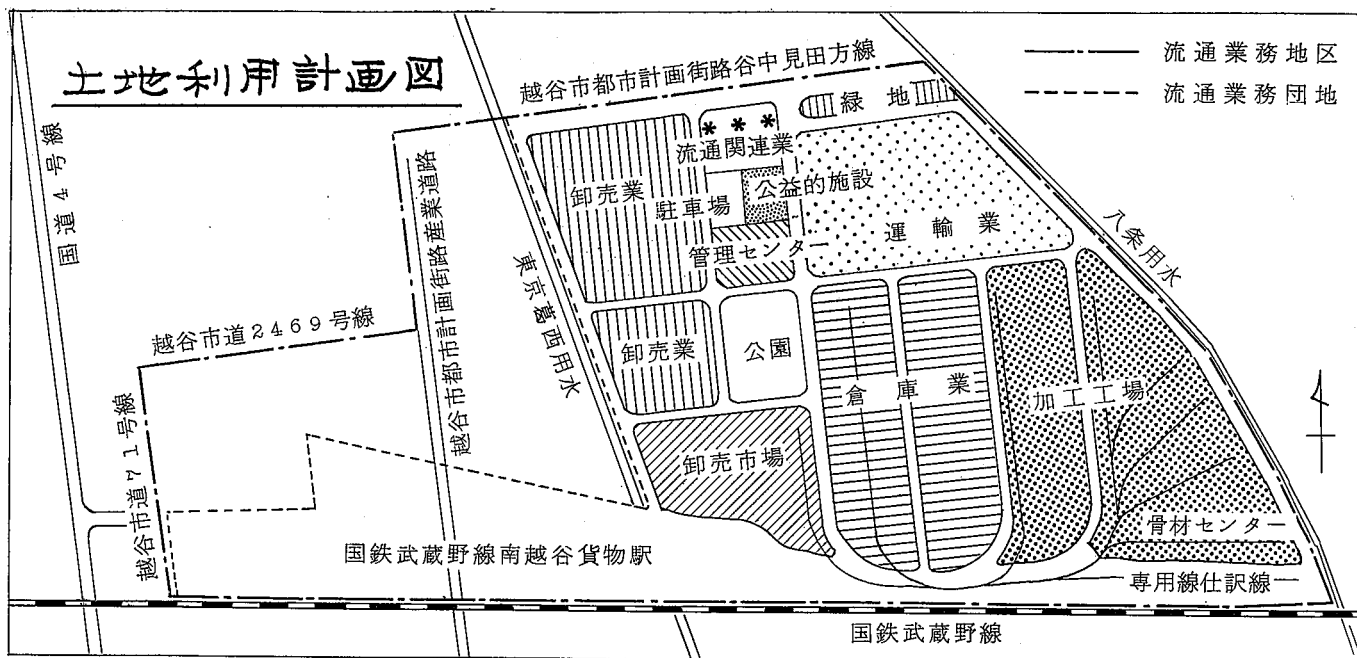 土地利用計画図
流通業務地区
流通業務団地
越谷市都市計画街路谷中見田方線
国道4号線
越谷市都市計画街路産業道路
東京葛西用水
八条用水
緑地
流通関連業
卸売業
駐車場
公益的施設
運輸業
管理センター
越谷市道2469号線
卸売業
公園
倉庫業
加工工場
越谷市道71号線
卸売市場
骨材センター
国鉄武蔵野線南越谷貨物駅
専用線仕訳線
国鉄武蔵野線